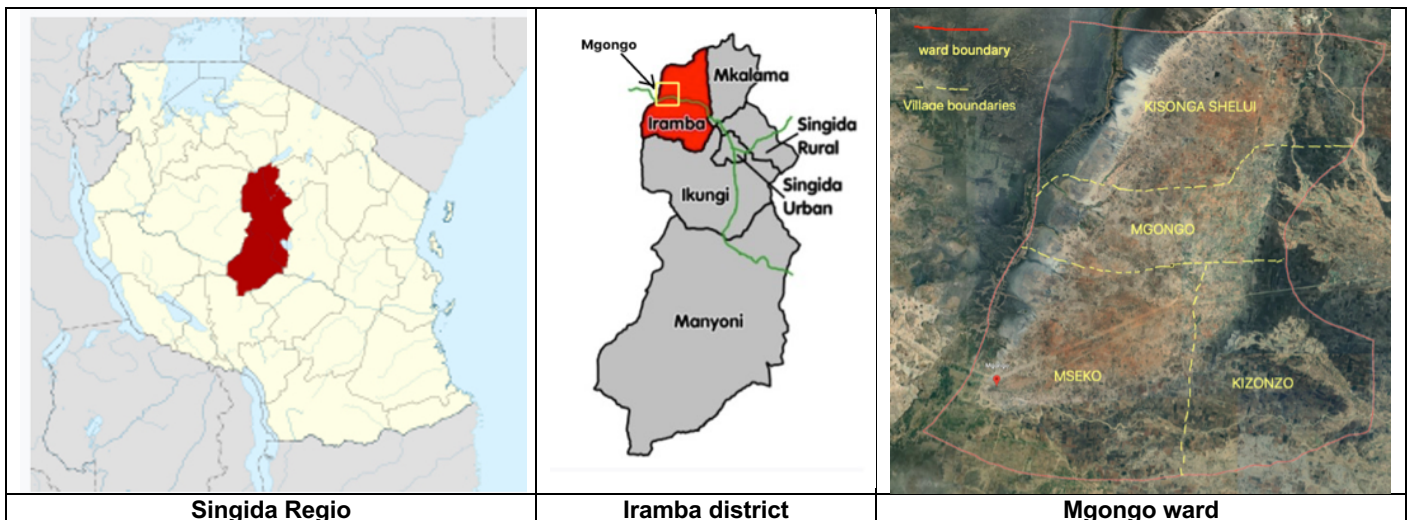 Mgongo
Mkalama
Iramba
Singida
Rural
Ikungi
Singida
Urban
Manyoni
ward boundary
Village boundaries
KISONGA SHELUI
MGONGO
MSEKO
KIZONZO
Singida Regio
Iramba district
Mgongo ward